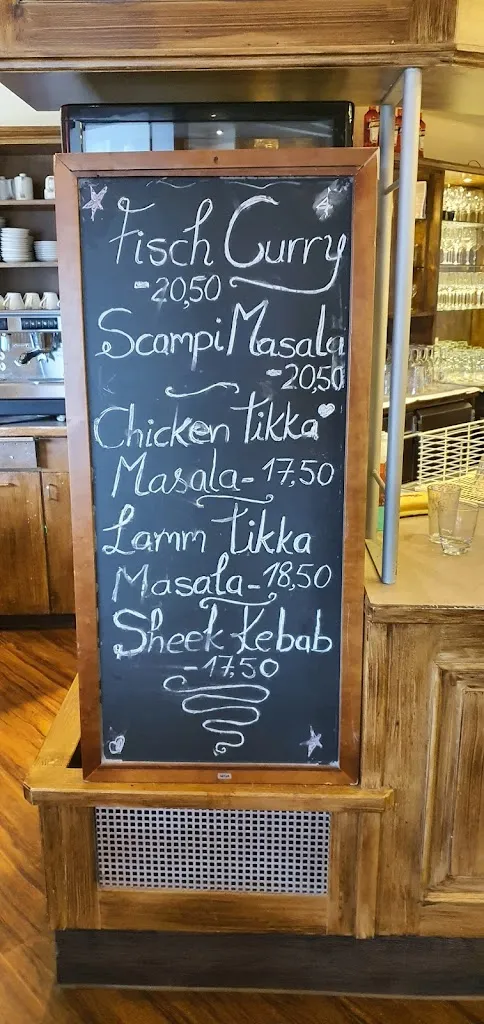 Fisch Curry
- 20,50
Scampi Masala
- 20,50
Chicken Tikka
Masala - 17,50
Lamm Tikka
Masala - 18,50
Sheek Kebab
- 17,50